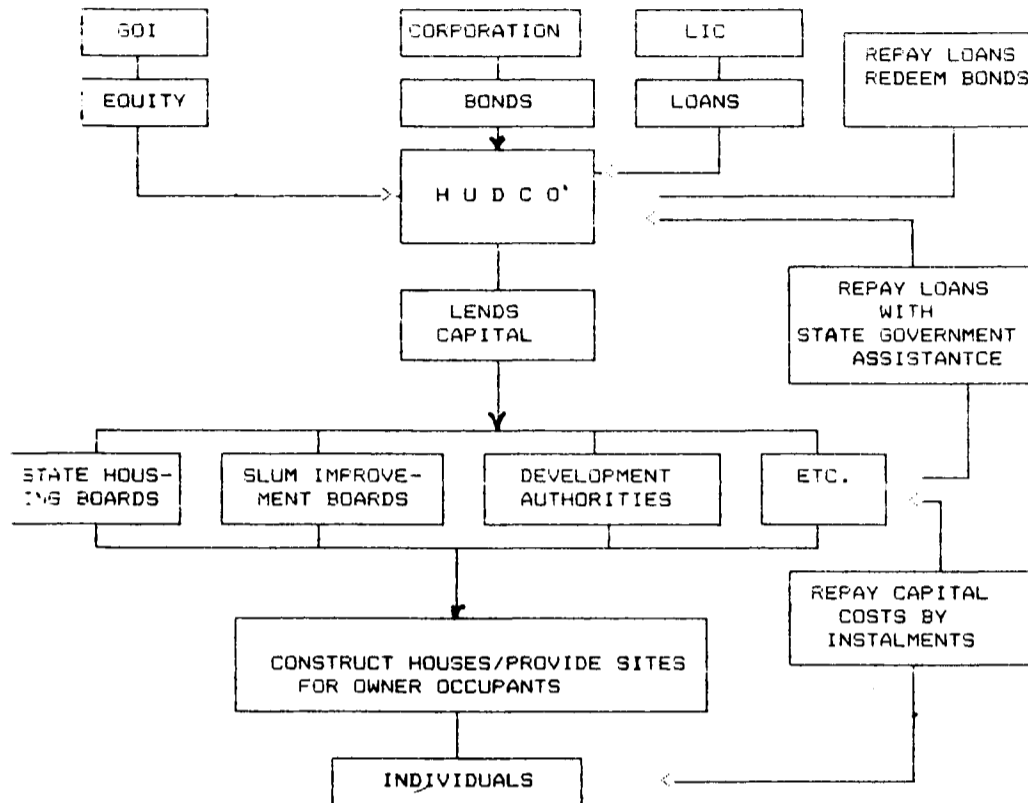 GOI
CORPORATION
LIC
REPAY LOANS
REDEEM BONDS
EQUITY
BONDS
LOANS
H U D C O'
LENDS
CAPITAL
REPAY LOANS
WITH
STATE GOVERNMENT
ASSISTANTCE
STATE HOUS-
ING BOARDS
SLUM IMPROVE-
MENT BOARDS
DEVELOPMENT
AUTHORITIES
ETC.
REPAY CAPITAL
COSTS BY
INSTALMENTS
CONSTRUCT HOUSES/PROVIDE SITES
FOR OWNER OCCUPANTS
INDIVIDUALS